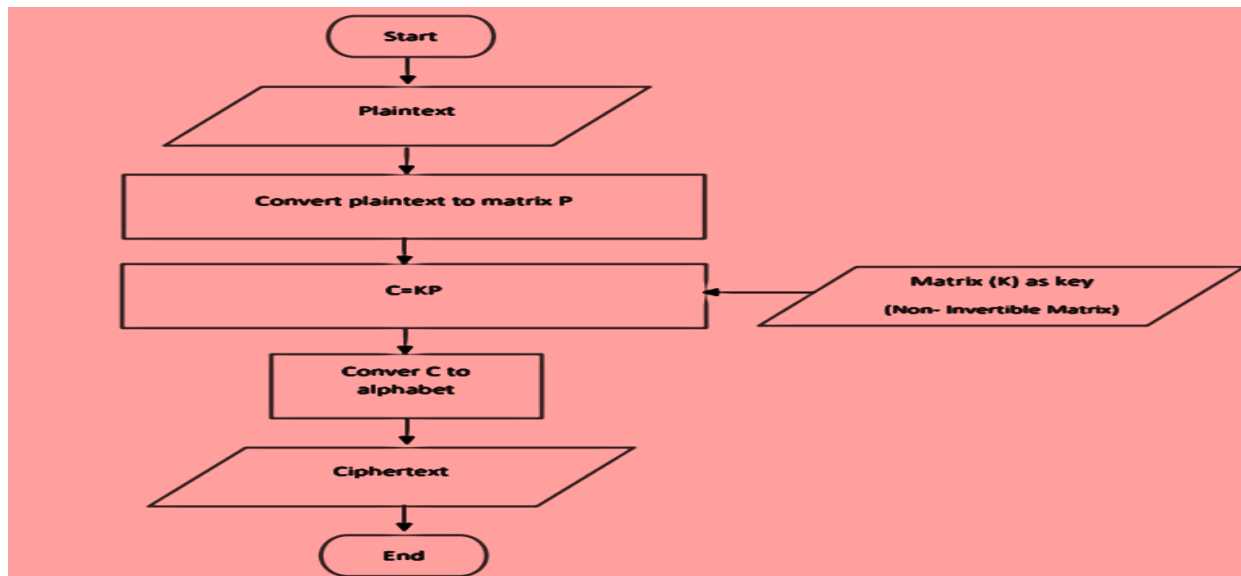 Start
Plaintext
Convert plaintext to matrix P
C=KP
Matrix (K) as key
(Non- Invertible Matrix)
Conver C to
alphabet
Ciphertext
End